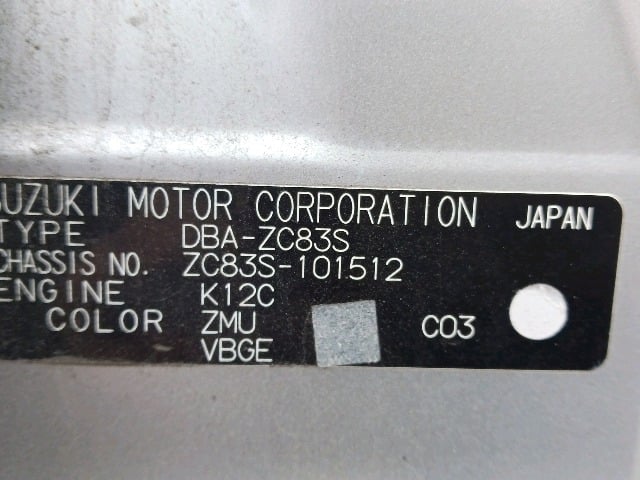 SUZUKI MOTOR CORPORATION JAPAN
TYPE DBA-ZC83S
CHASSIS NO. ZC83S-101512
ENGINE K12C
COLOR ZMU C03
VBGE